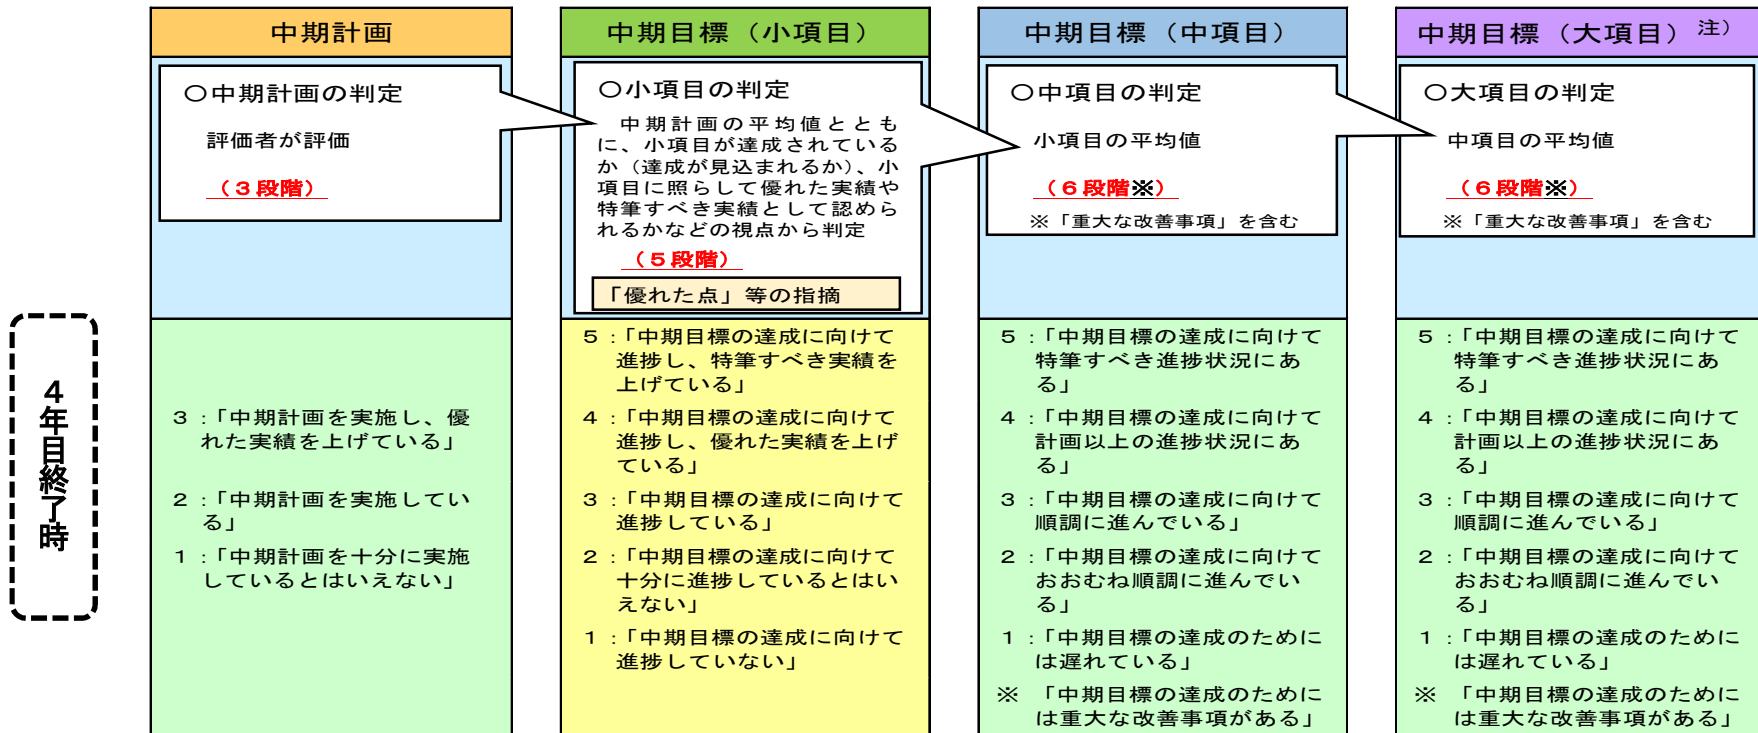 中期計画
○中期計画の判定
評価者が評価
（３段階）
3：「中期計画を実施し、優
れた実績を上げている」
2：「中期計画を実施してい
る」
1：「中期計画を十分に実施
しているとはいえない」
中期目標（小項目）
○小項目の判定
中期計画の平均値ととも
に、小項目が達成されている
か（達成が見込まれるか）、小
項目に照らして優れた実績や
特筆すべき実績として認めら
れるかなどの視点から判定
（５段階）
「優れた点」等の指摘
5：「中期目標の達成に向けて
進捗し、特筆すべき実績を
上げている」
4：「中期目標の達成に向けて
進捗し、優れた実績を上げ
ている」
3：「中期目標の達成に向けて
進捗している」
2：「中期目標の達成に向けて
十分に進捗しているとはい
えない」
1：「中期目標の達成に向けて
進捗していない」
中期目標（中項目）
○中項目の判定
小項目の平均値
（６段階※）
※「重大な改善事項」を含む
5：「中期目標の達成に向けて
特筆すべき進捗状況にあ
る」
4：「中期目標の達成に向けて
計画以上の進捗状況にあ
る」
3：「中期目標の達成に向けて
順調に進んでいる」
2：「中期目標の達成に向けて
おおむね順調に進んでい
る」
1：「中期目標の達成のために
は遅れている」
※ 「中期目標の達成のために
は重大な改善事項がある」
中期目標（大項目）注）
○大項目の判定
中項目の平均値
（６段階※）
※「重大な改善事項」を含む
5：「中期目標の達成に向けて
特筆すべき進捗状況にあ
る」
4：「中期目標の達成に向けて
計画以上の進捗状況にあ
る」
3：「中期目標の達成に向けて
順調に進んでいる」
2：「中期目標の達成に向けて
おおむね順調に進んでい
る」
1：「中期目標の達成のために
は遅れている」
※ 「中期目標の達成のために
は重大な改善事項がある」
４年目終了時